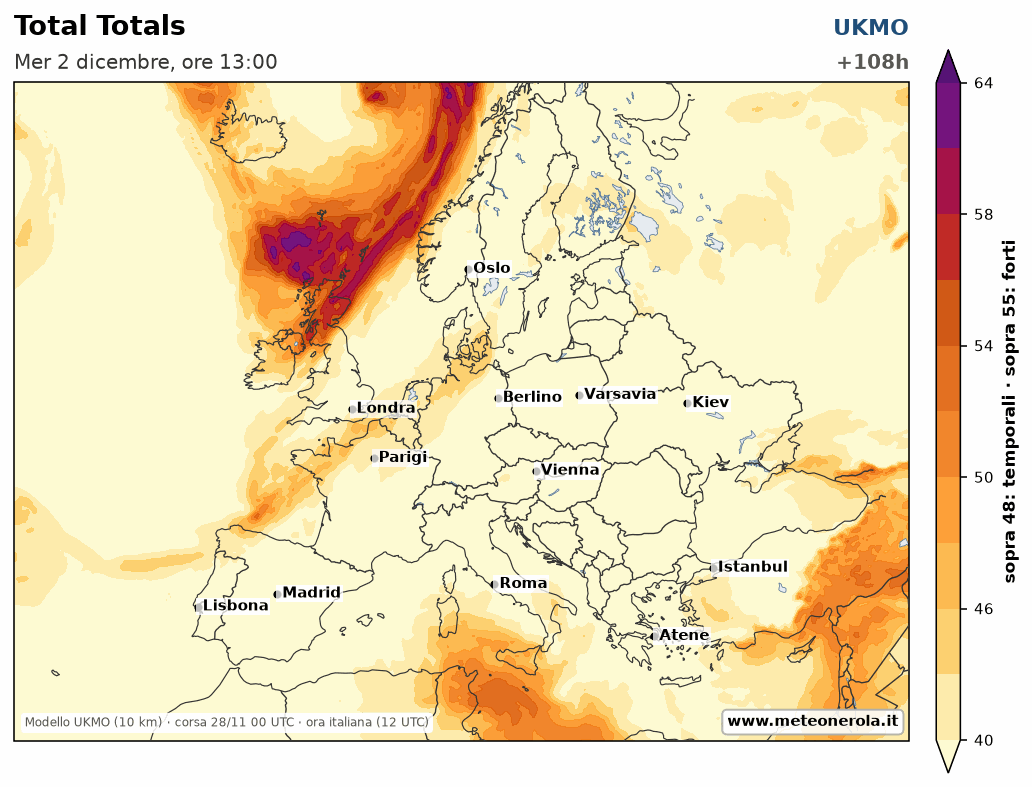 Total Totals
UKMO
Mer 2 dicembre, ore 13:00
+108h
64
58
54
50
46
40
sopra 48: temporali · sopra 55: forti
Oslo
Berlino
Varsavia
Kiev
Londra
Parigi
Vienna
Istanbul
Roma
Madrid
Lisbona
Atene
Modello UKMO (10 km) · corsa 28/11 00 UTC · ora italiana (12 UTC)
www.meteonerola.it